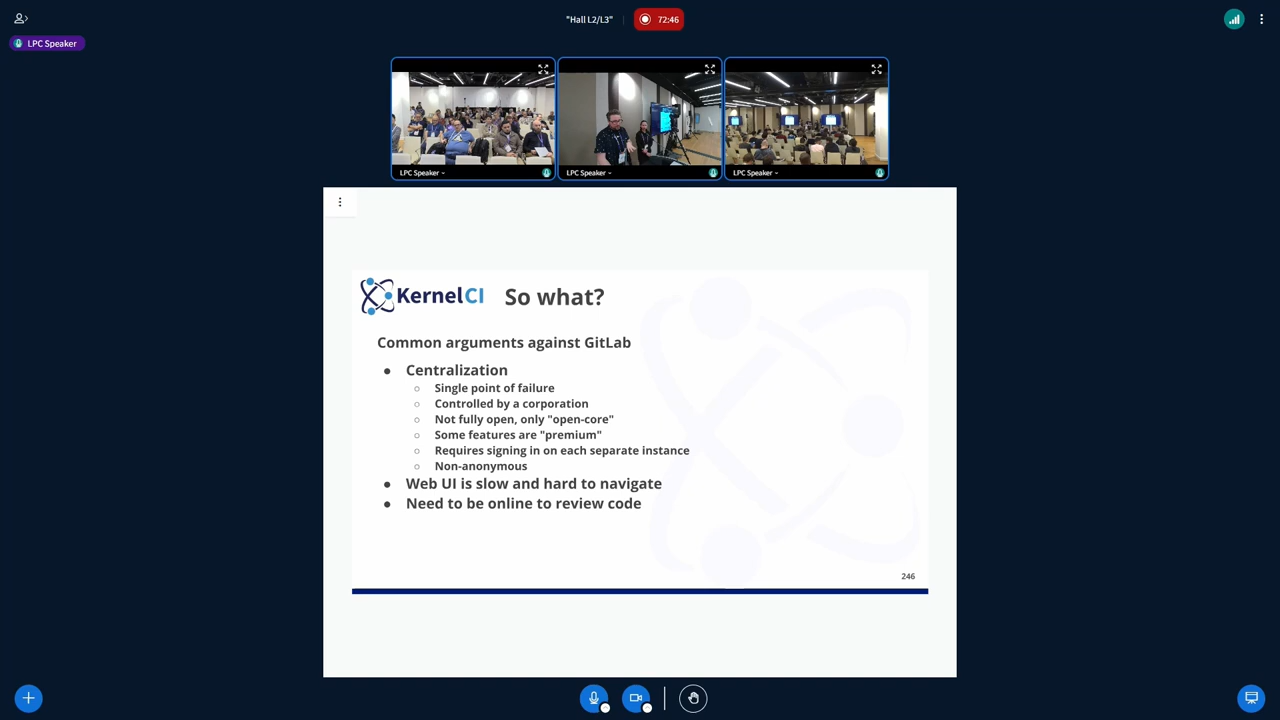 "Hall L2/L3"
72:46
LPC Speaker
LPC Speaker
LPC Speaker
LPC Speaker
KernelCI
So what?
Common arguments against GitLab
● Centralization
○ Single point of failure
○ Controlled by a corporation
○ Not fully open, only "open-core"
○ Some features are "premium"
○ Requires signing in on each separate instance
○ Non-anonymous
● Web UI is slow and hard to navigate
● Need to be online to review code
246